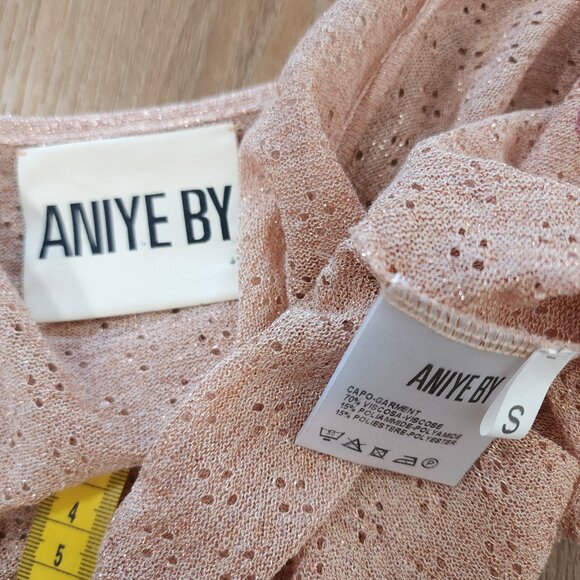 ANIYE BY
ANIYE BY
S
CAPO-GARMENT
70% VISCOSA-VISCOSE
15% POLIAMMIDE-POLYAMIDE
15% POLIESTERE-POLYESTER
4
5